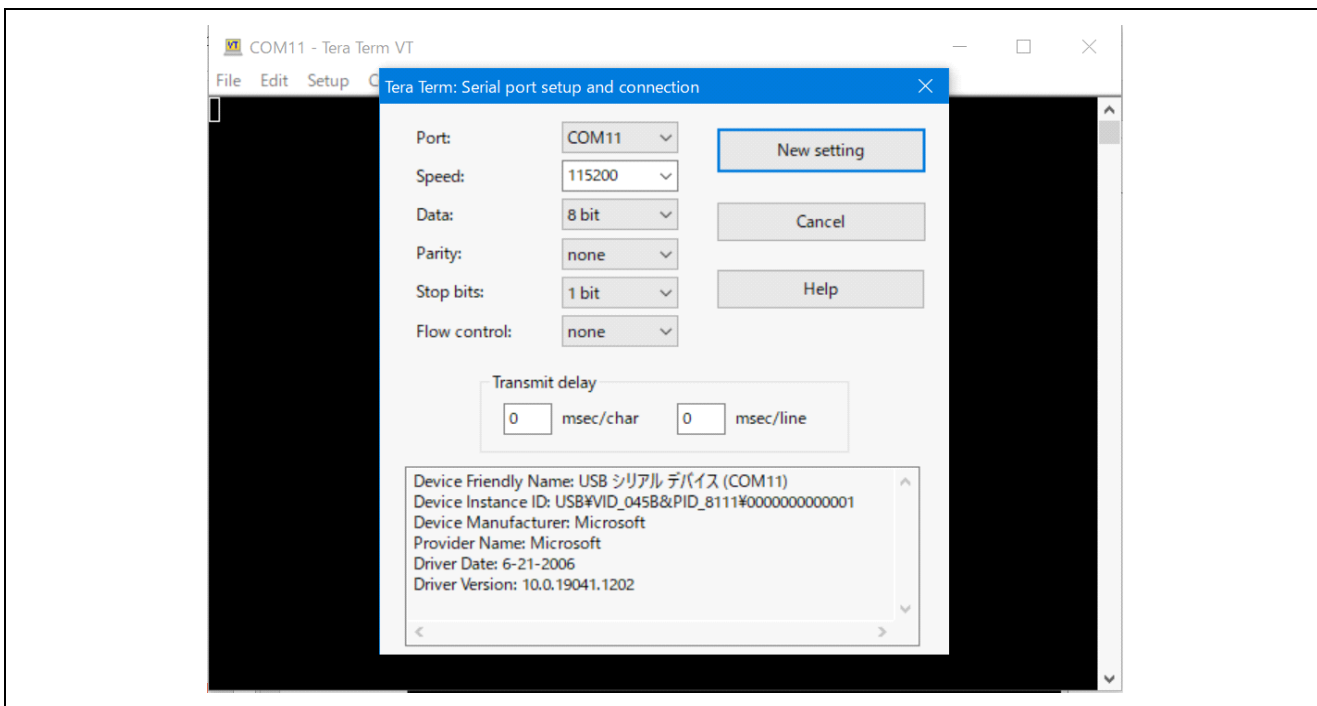 COM11 - Tera Term VT
File Edit Setup C
Tera Term: Serial port setup and connection
Port: COM11
New setting
Speed: 115200
Data: 8 bit
Cancel
Parity: none
Stop bits: 1 bit
Help
Flow control: none
Transmit delay
0 msec/char 0 msec/line
Device Friendly Name: USB シリアル デバイス (COM11)
Device Instance ID: USB¥VID_045B&PID_8111¥0000000000001
Device Manufacturer: Microsoft
Provider Name: Microsoft
Driver Date: 6-21-2006
Driver Version: 10.0.19041.1202